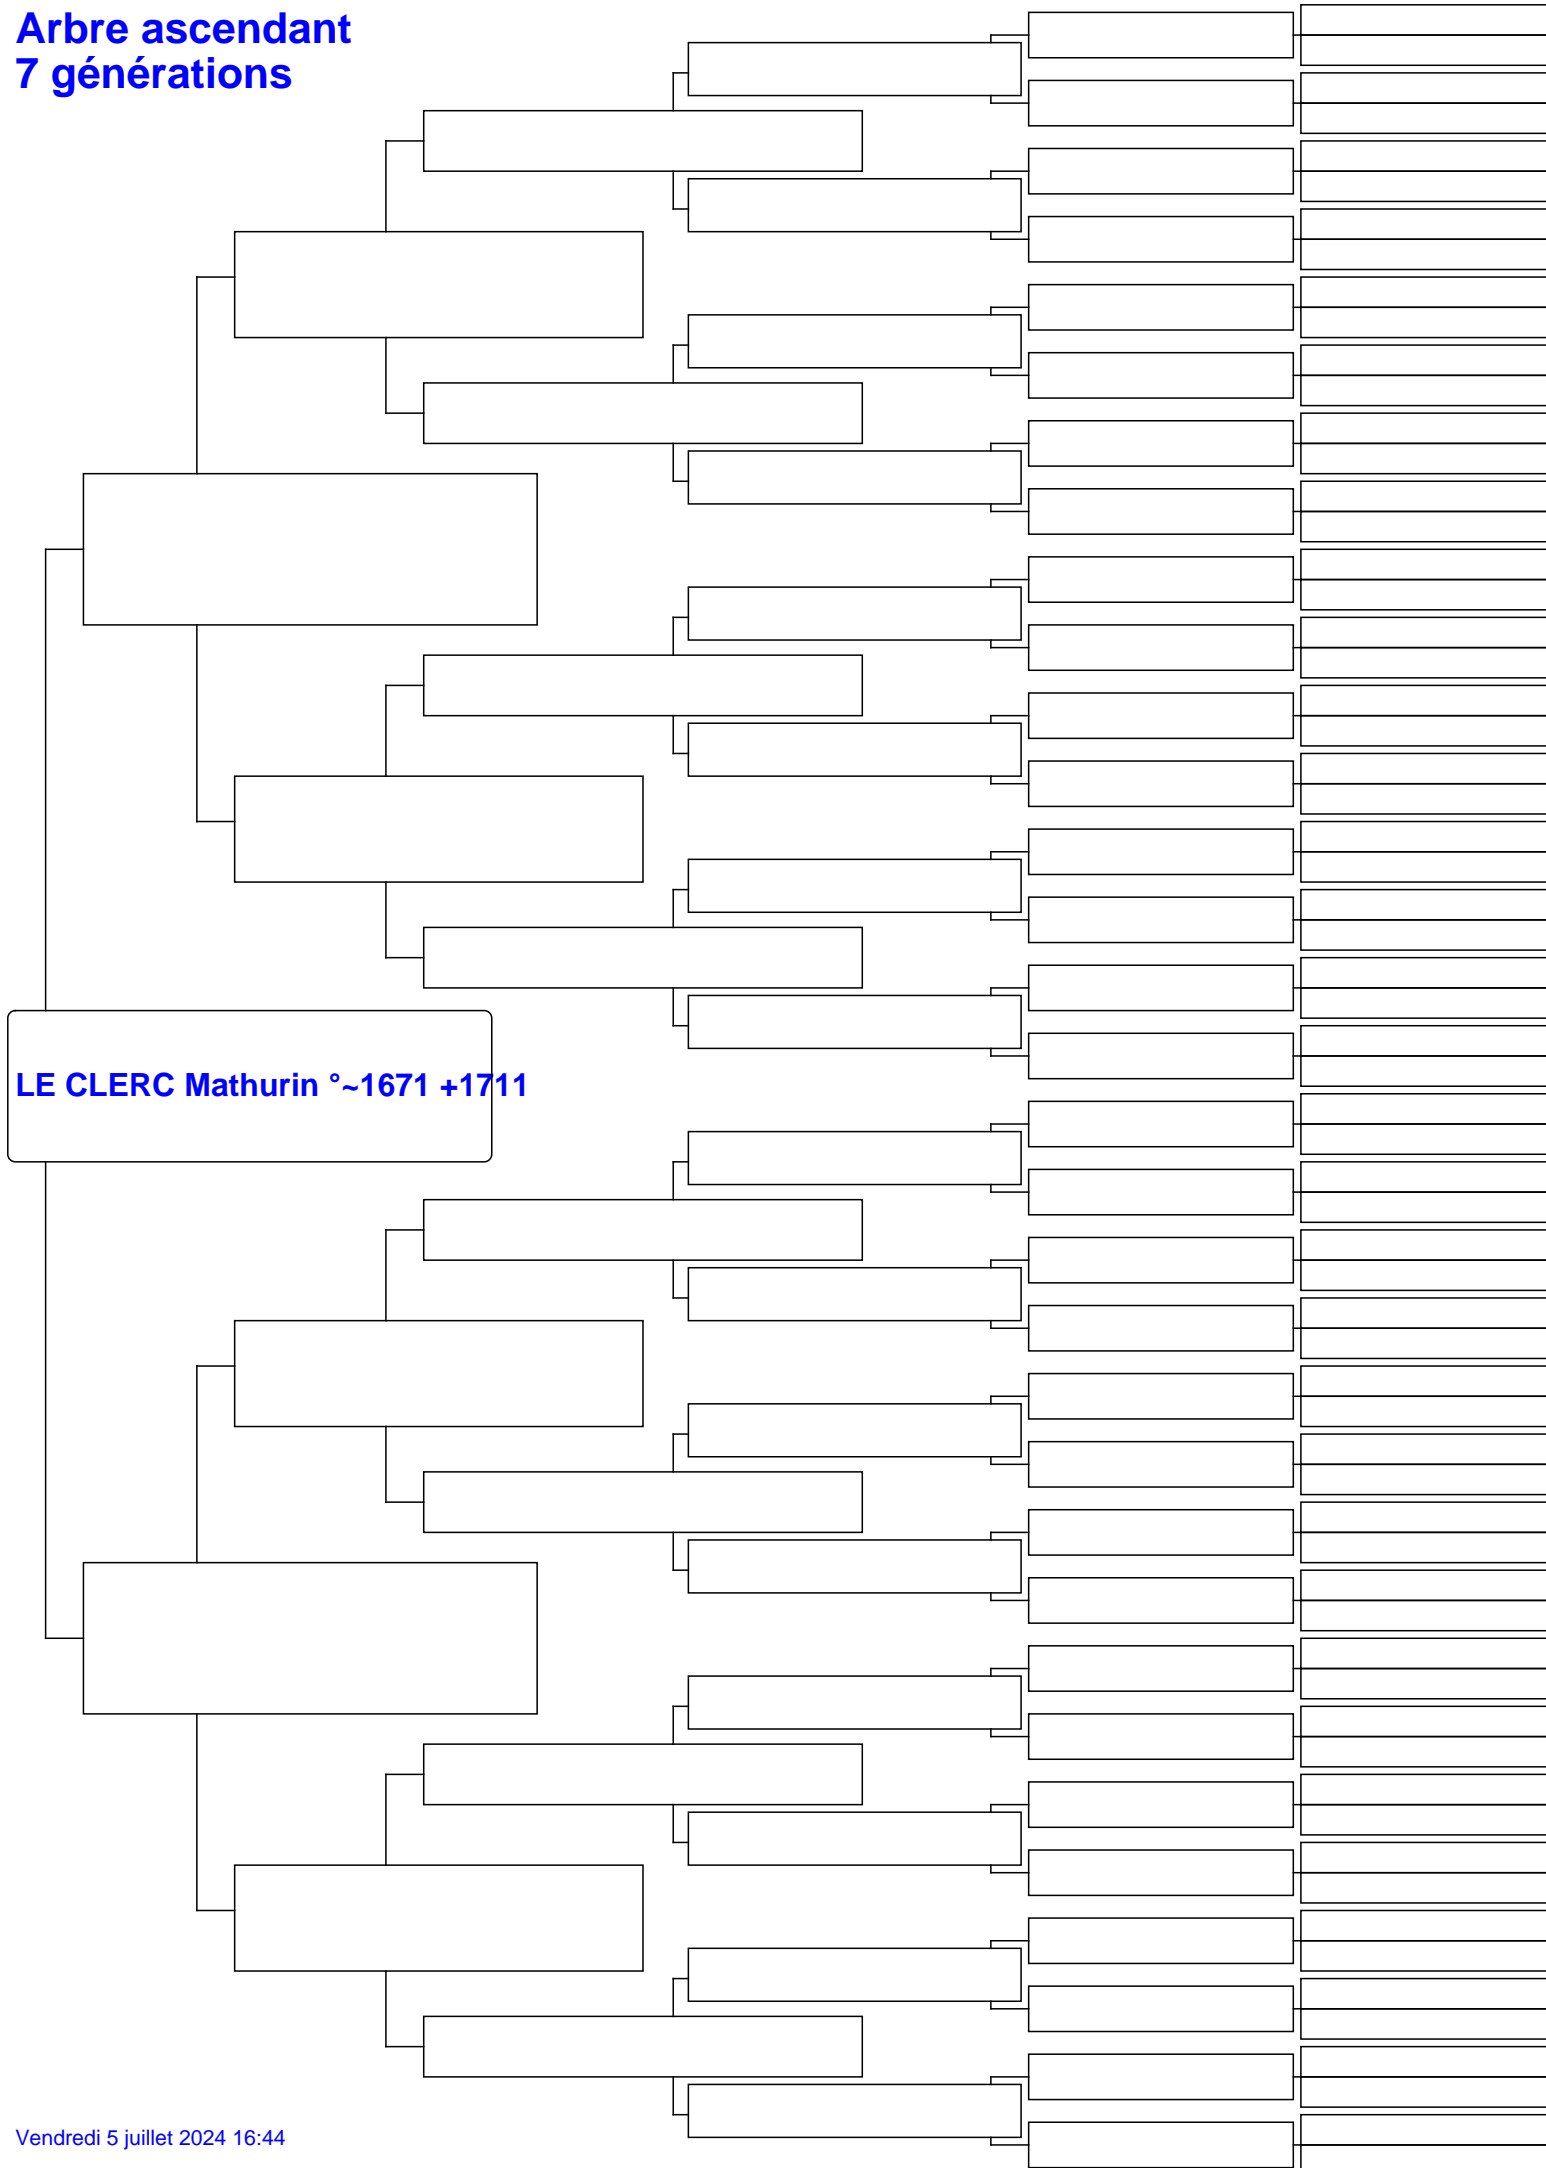 Arbre ascendant
7 générations
LE CLERC Mathurin °~1671 +1711
Vendredi 5 juillet 2024 16:44